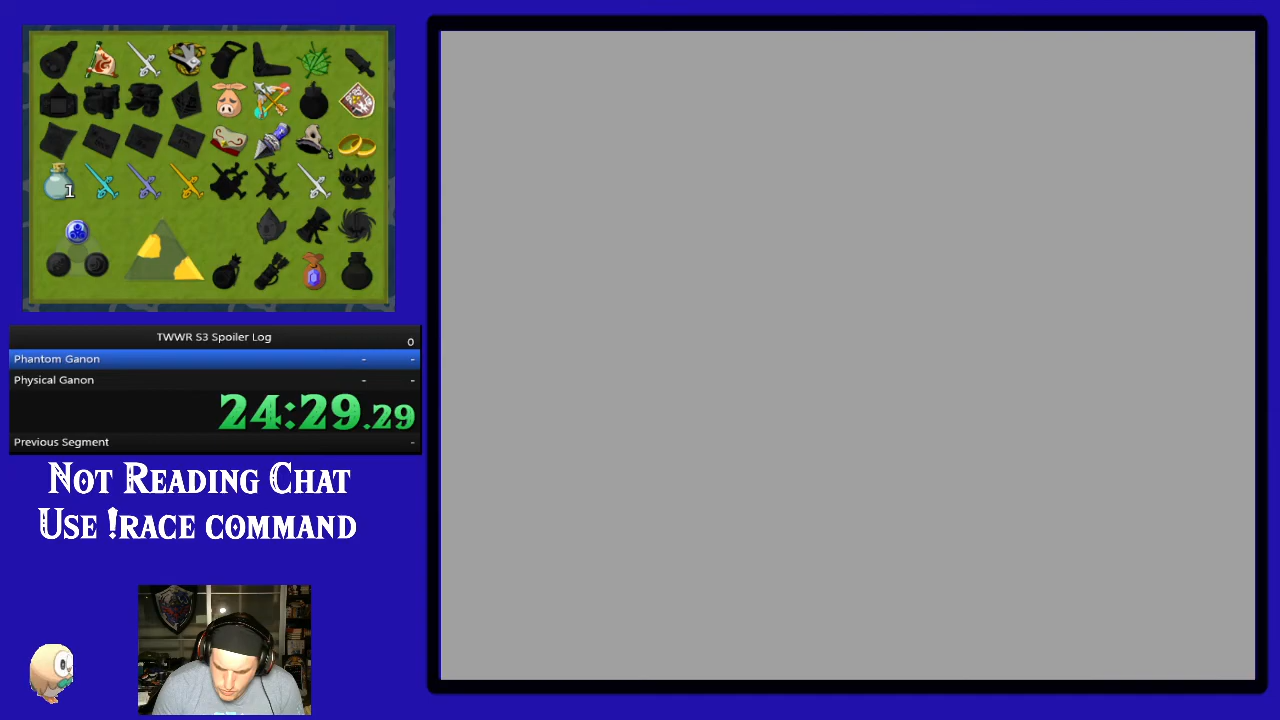 1
TWWR S3 Spoiler Log
0
Phantom Ganon - -
Physical Ganon - -
24:29.29
Previous Segment -
Not Reading Chat
Use !race command